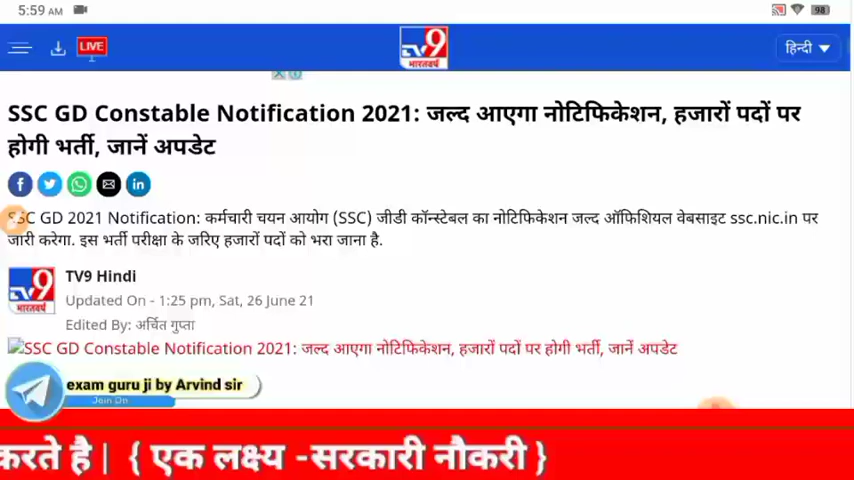 5:59 AM
98
LIVE
TV9
भारतवर्ष
हिन्दी
SSC GD Constable Notification 2021: जल्द आएगा नोटिफिकेशन, हजारों पदों पर
होगी भर्ती, जानें अपडेट
SSC GD 2021 Notification: कर्मचारी चयन आयोग (SSC) जीडी कॉन्स्टेबल का नोटिफिकेशन जल्द ऑफिशियल वेबसाइट ssc.nic.in पर
जारी करेगा. इस भर्ती परीक्षा के जरिए हजारों पदों को भरा जाना है.
TV9
भारतवर्ष
TV9 Hindi
Updated On - 1:25 pm, Sat, 26 June 21
Edited By: अर्चित गुप्ता
SSC GD Constable Notification 2021: जल्द आएगा नोटिफिकेशन, हजारों पदों पर होगी भर्ती, जानें अपडेट
exam guru ji by Arvind sir
Join On
करते है | { एक लक्ष्य -सरकारी नौकरी }